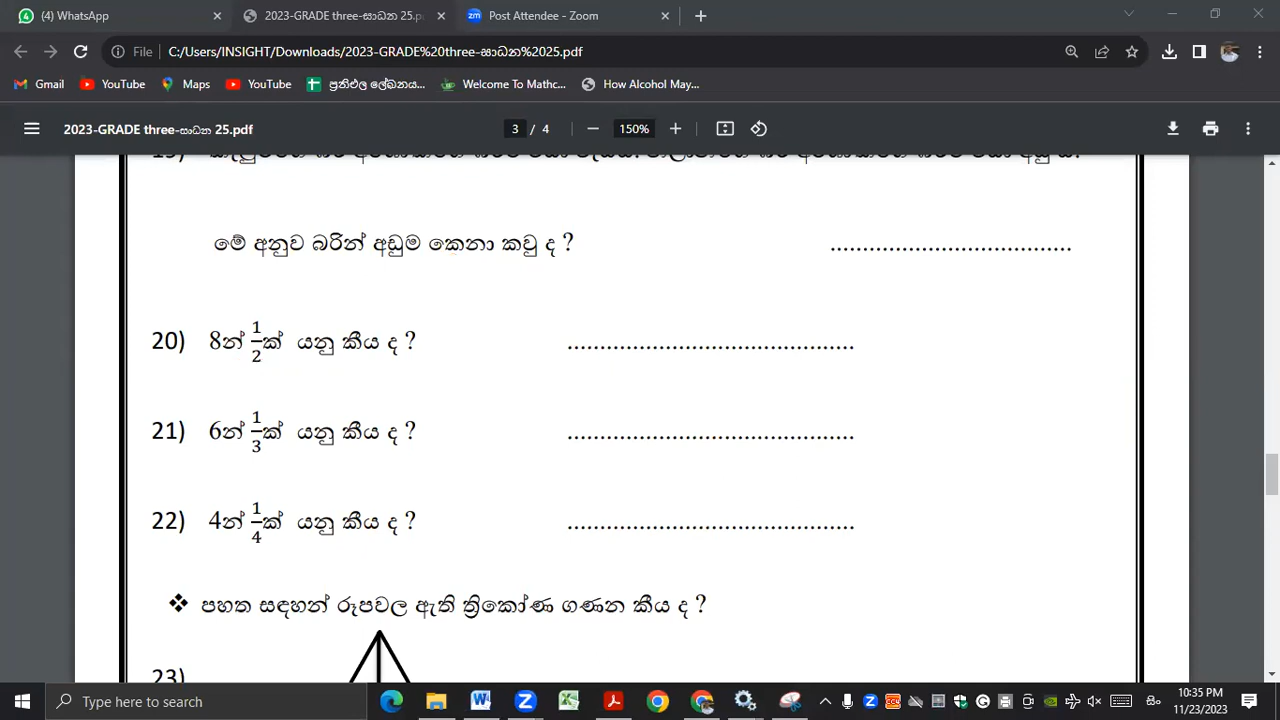 (4) WhatsApp
2023-GRADE three-සාධන 25.p
Post Attendee - Zoom
File
C:/Users/INSIGHT/Downloads/2023-GRADE%20three-සාධන%2025.pdf
Gmail
YouTube
Maps
YouTube
ප්‍රතිඵල ලේඛනය...
Welcome To Mathc...
How Alcohol May...
2023-GRADE three-සාධන 25.pdf
3 / 4
150%
මේ අනුව බරින් අඩුම කෙනා කවු ද ? .....................................
20) 8න් 1/2ක් යනු කීය ද ? ............................................
21) 6න් 1/3ක් යනු කීය ද ? ............................................
22) 4න් 1/4ක් යනු කීය ද ? ............................................
❖ පහත සඳහන් රූපවල ඇති ත්‍රිකෝණ ගණන කීය ද ?
23)
Type here to search
10:35 PM
11/23/2023